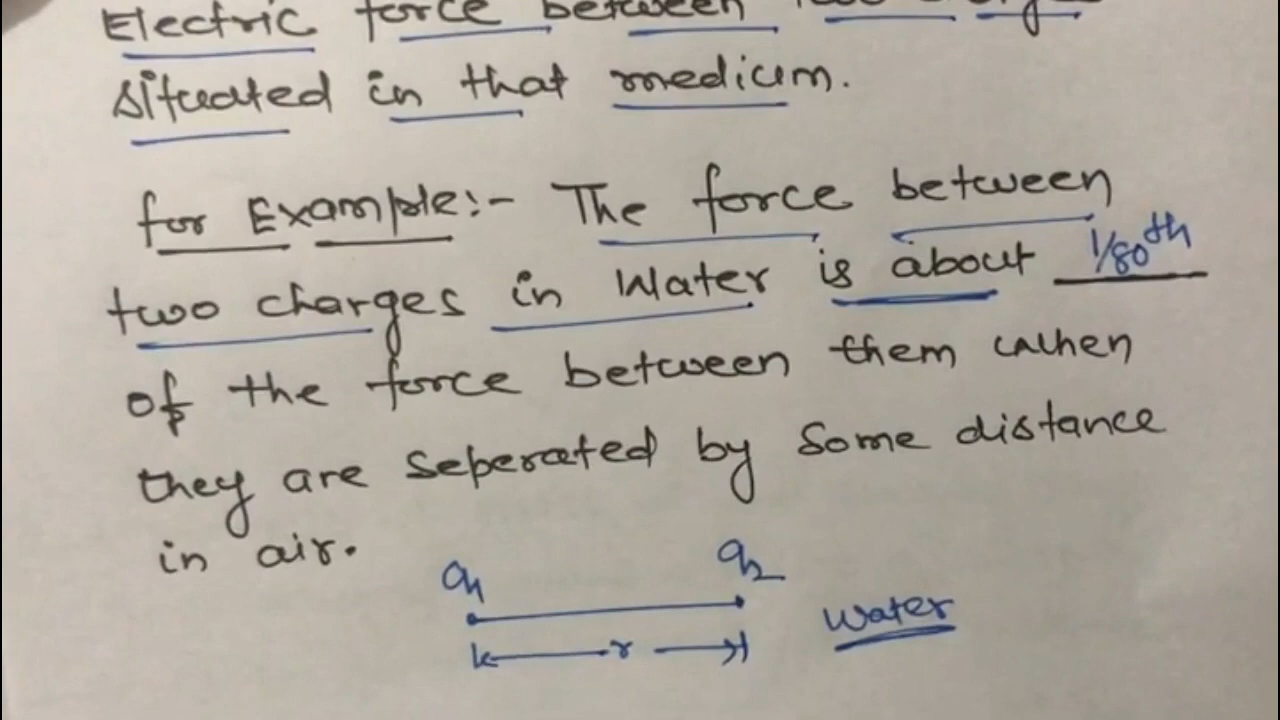 Electric force between two
situated in that medium.
for Example:- The force between
two charges in Water is about 1/80th
of the force between them when
they are seperated by some distance
in air.
q1 q2
r
Water